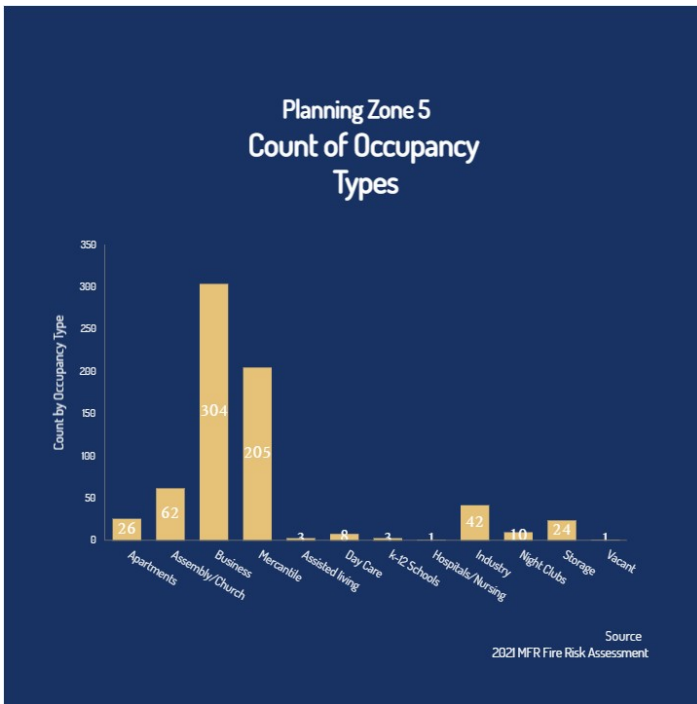 Planning Zone 5
Count of Occupancy
Types
350
300
250
200
150
100
50
0
Count by Occupancy Type
26
62
304
205
3
8
3
1
42
10
24
1
Apartments
Assembly/Church
Business
Mercantile
Assisted living
Day Care
k-12 Schools
Hospitals/Nursing
Industry
Night Clubs
Storage
Vacant
Source
2021 MFR Fire Risk Assessment